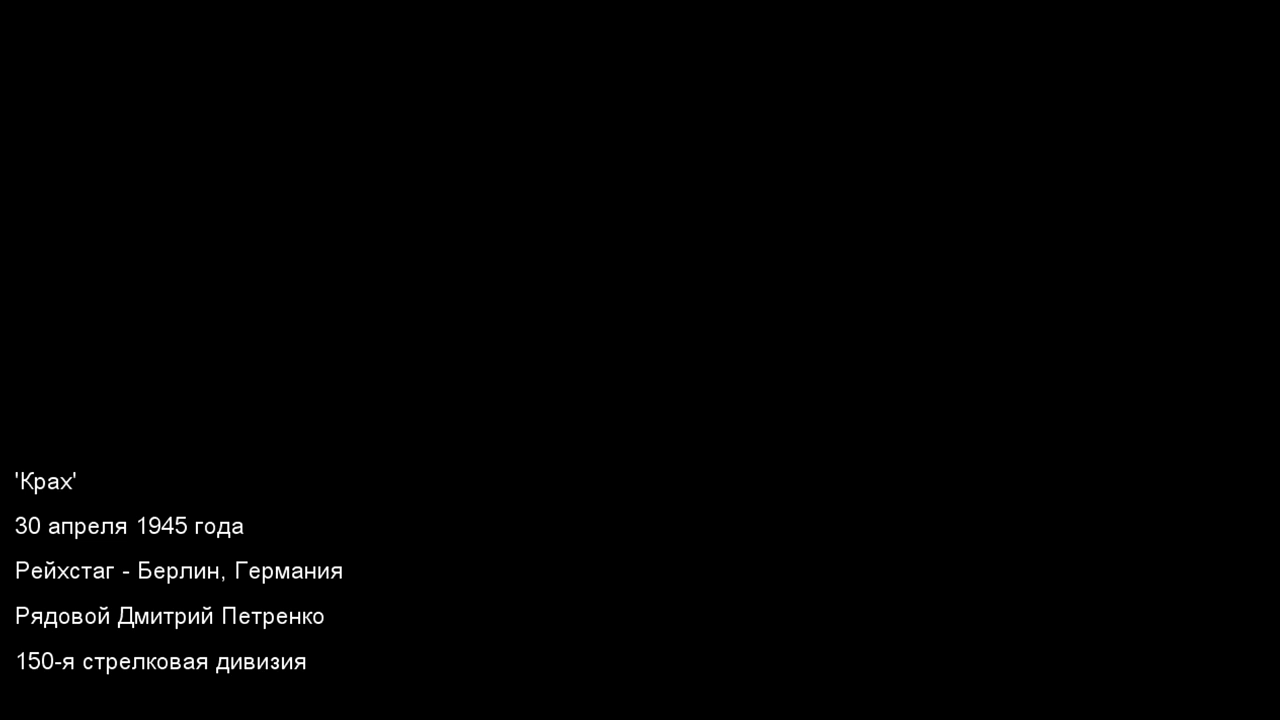 'Крах'
30 апреля 1945 года
Рейхстаг - Берлин, Германия
Рядовой Дмитрий Петренко
150-я стрелковая дивизия